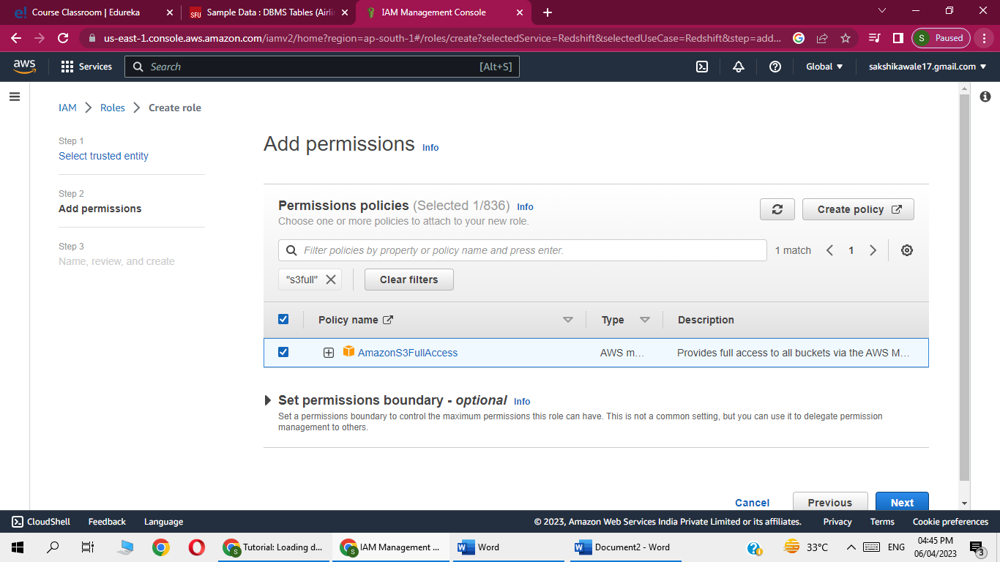 e! Course Classroom | Edureka
SFU Sample Data : DBMS Tables (Airli
IAM Management Console
us-east-1.console.aws.amazon.com/iamv2/home?region=ap-south-1#/roles/create?selectedService=Redshift&selectedUseCase=Redshift&step=add...
S Paused
aws
Services
Search [Alt+S]
Global
sakshikawale17.gmail.com
IAM > Roles > Create role
Step 1
Select trusted entity
Step 2
Add permissions
Step 3
Name, review, and create
Add permissions Info
Permissions policies (Selected 1/836) Info
Choose one or more policies to attach to your new role.
Create policy
Filter policies by property or policy name and press enter.
1 match
1
"s3full"
Clear filters
Policy name Type Description
AmazonS3FullAccess AWS m... Provides full access to all buckets via the AWS M...
Set permissions boundary - optional Info
Set a permissions boundary to control the maximum permissions this role can have. This is not a common setting, but you can use it to delegate permission
management to others.
Cancel Previous Next
CloudShell Feedback Language
© 2023, Amazon Web Services India Private Limited or its affiliates. Privacy Terms Cookie preferences
S Tutorial: Loading d...
S IAM Management ...
Word
Document2 - Word
33°C
ENG
04:45 PM
06/04/2023
3